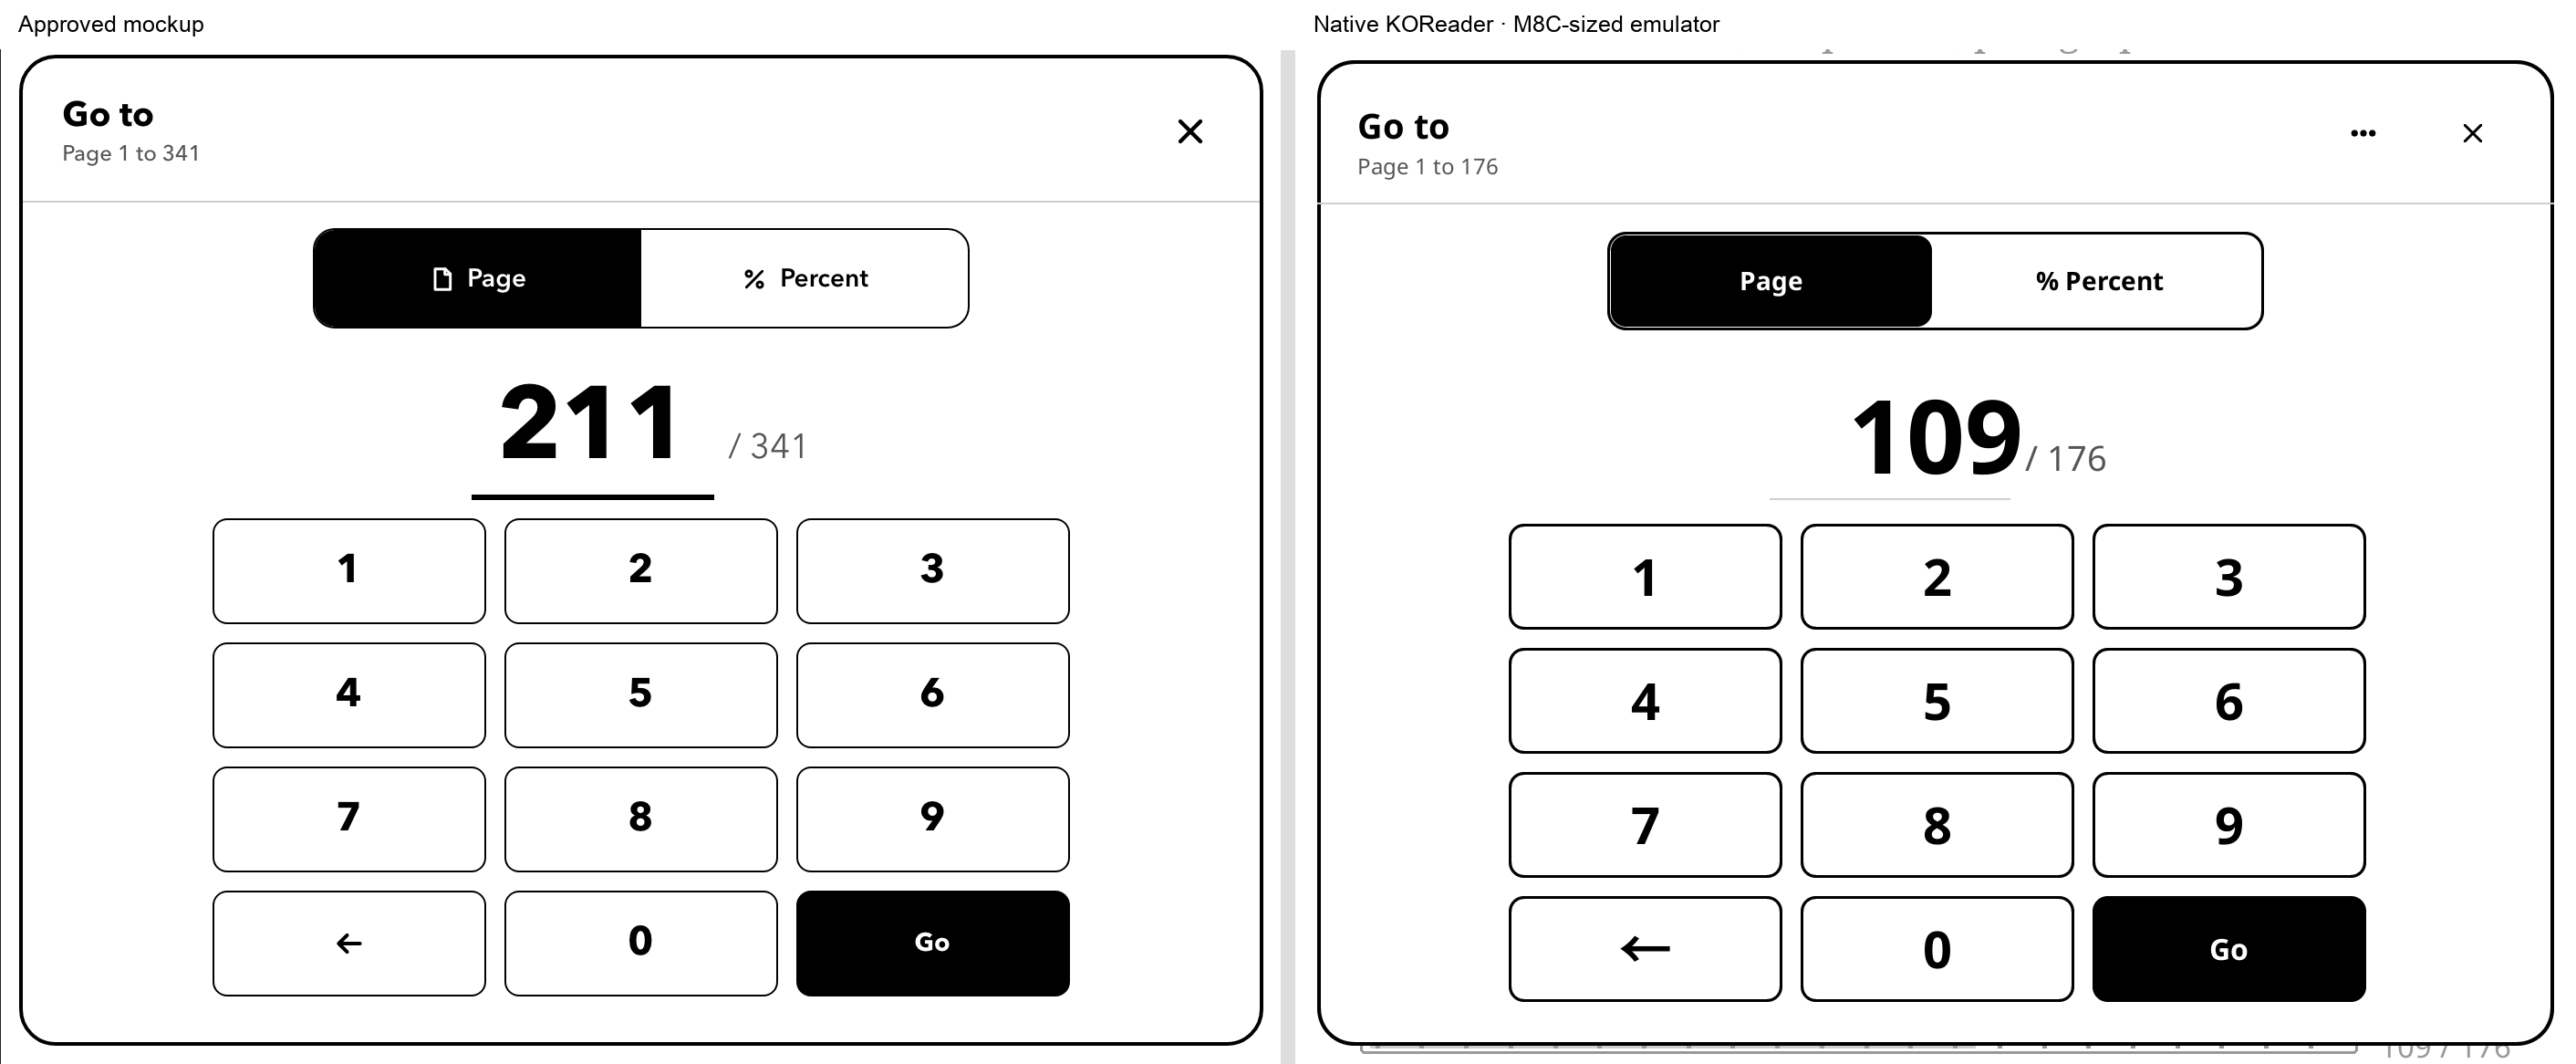 Approved mockup
Go to
Page 1 to 341
Page
% Percent
211 / 341
1 2 3
4 5 6
7 8 9
← 0 Go
Native KOReader · M8C-sized emulator
Go to
Page 1 to 176
Page
% Percent
109 / 176
1 2 3
4 5 6
7 8 9
← 0 Go
109 / 176